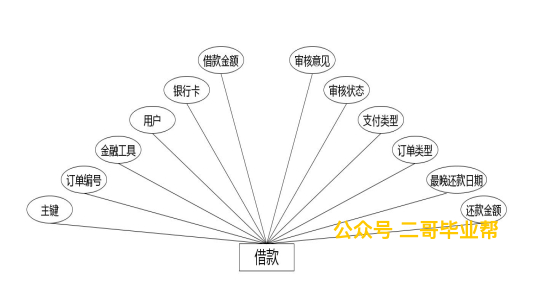 借款金额
审核意见
银行卡
审核状态
用户
支付类型
金融工具
订单类型
订单编号
最晚还款日期
主键
还款金额
公众号 二哥毕业帮
借款